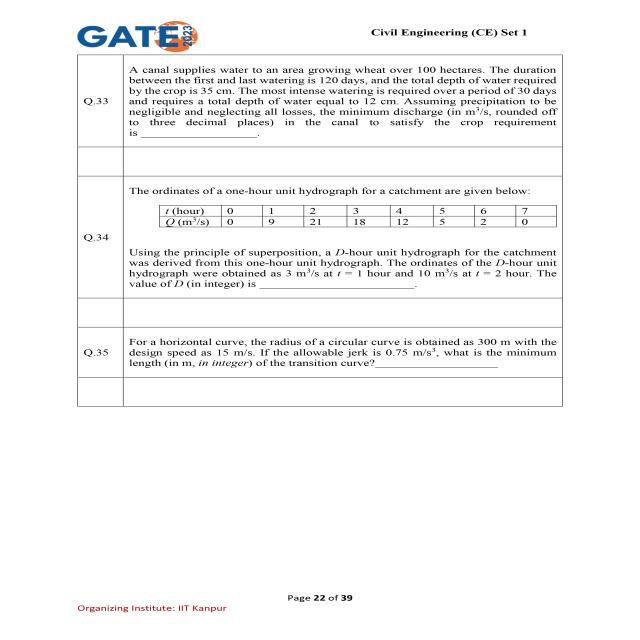 GATE 2023
Civil Engineering (CE) Set 1
Q.33
A canal supplies water to an area growing wheat over 100 hectares. The duration
between the first and last watering is 120 days, and the total depth of water required
by the crop is 35 cm. The most intense watering is required over a period of 30 days
and requires a total depth of water equal to 12 cm. Assuming precipitation to be
negligible and neglecting all losses, the minimum discharge (in m³/s, rounded off
to three decimal places) in the canal to satisfy the crop requirement
is ____________________.
Q.34
The ordinates of a one-hour unit hydrograph for a catchment are given below:
t (hour) 0 1 2 3 4 5 6 7
Q (m³/s) 0 9 21 18 12 5 2 0
Using the principle of superposition, a D-hour unit hydrograph for the catchment
was derived from this one-hour unit hydrograph. The ordinates of the D-hour unit
hydrograph were obtained as 3 m³/s at t = 1 hour and 10 m³/s at t = 2 hour. The
value of D (in integer) is __________________________.
Q.35
For a horizontal curve, the radius of a circular curve is obtained as 300 m with the
design speed as 15 m/s. If the allowable jerk is 0.75 m/s³, what is the minimum
length (in m, in integer) of the transition curve?____________________
Page 22 of 39
Organizing Institute: IIT Kanpur